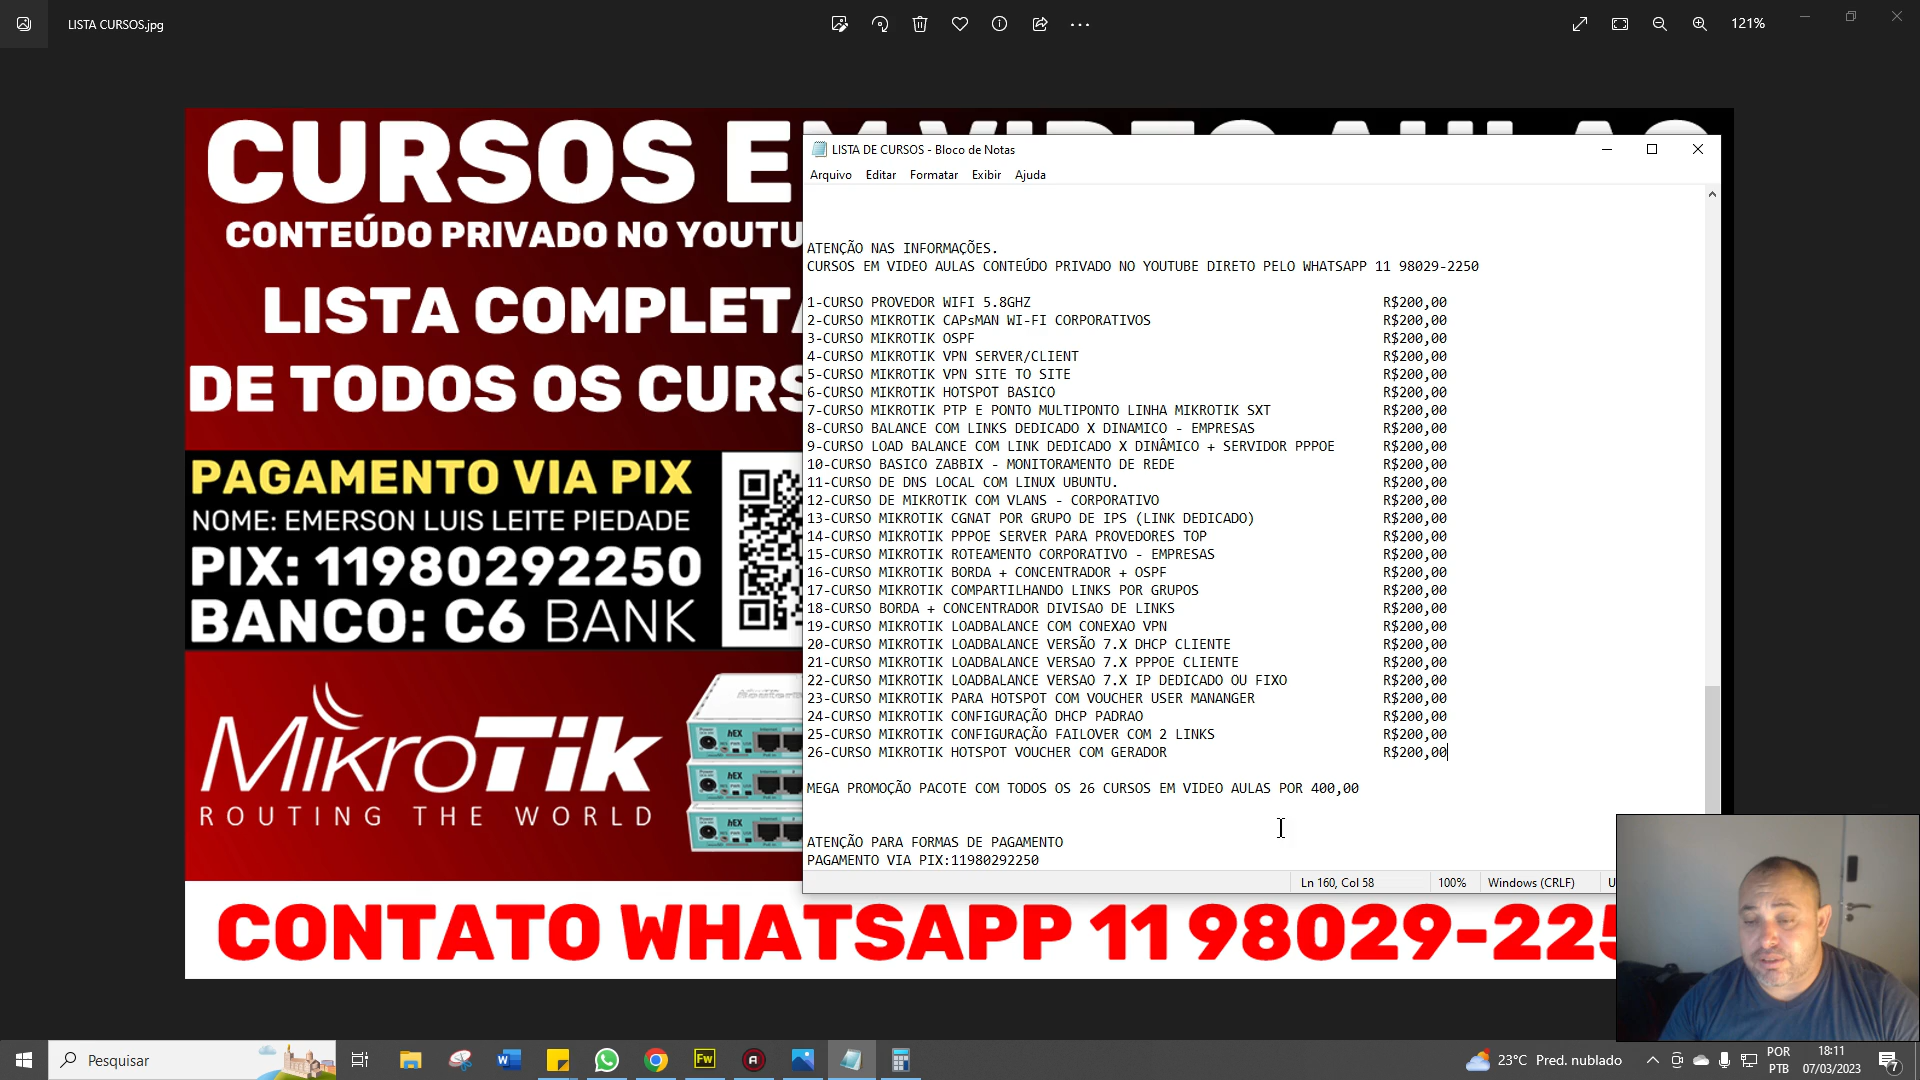 LISTA CURSOS.jpg
121%
CURSOS E
CONTEÚDO PRIVADO NO YOUTU
LISTA COMPLETA
DE TODOS OS CURS
PAGAMENTO VIA PIX
NOME: EMERSON LUIS LEITE PIEDADE
PIX: 11980292250
BANCO: C6 BANK
MikroTik
ROUTING THE WORLD
CONTATO WHATSAPP 11 98029-225
LISTA DE CURSOS - Bloco de Notas
Arquivo Editar Formatar Exibir Ajuda
ATENÇÃO NAS INFORMAÇÕES.
CURSOS EM VIDEO AULAS CONTEÚDO PRIVADO NO YOUTUBE DIRETO PELO WHATSAPP 11 98029-2250
1-CURSO PROVEDOR WIFI 5.8GHZ R$200,00
2-CURSO MIKROTIK CAPsMAN WI-FI CORPORATIVOS R$200,00
3-CURSO MIKROTIK OSPF R$200,00
4-CURSO MIKROTIK VPN SERVER/CLIENT R$200,00
5-CURSO MIKROTIK VPN SITE TO SITE R$200,00
6-CURSO MIKROTIK HOTSPOT BASICO R$200,00
7-CURSO MIKROTIK PTP E PONTO MULTIPONTO LINHA MIKROTIK SXT R$200,00
8-CURSO BALANCE COM LINKS DEDICADO X DINAMICO - EMPRESAS R$200,00
9-CURSO LOAD BALANCE COM LINK DEDICADO X DINÂMICO + SERVIDOR PPPOE R$200,00
10-CURSO BASICO ZABBIX - MONITORAMENTO DE REDE R$200,00
11-CURSO DE DNS LOCAL COM LINUX UBUNTU. R$200,00
12-CURSO DE MIKROTIK COM VLANS - CORPORATIVO R$200,00
13-CURSO MIKROTIK CGNAT POR GRUPO DE IPS (LINK DEDICADO) R$200,00
14-CURSO MIKROTIK PPPOE SERVER PARA PROVEDORES TOP R$200,00
15-CURSO MIKROTIK ROTEAMENTO CORPORATIVO - EMPRESAS R$200,00
16-CURSO MIKROTIK BORDA + CONCENTRADOR + OSPF R$200,00
17-CURSO MIKROTIK COMPARTILHANDO LINKS POR GRUPOS R$200,00
18-CURSO BORDA + CONCENTRADOR DIVISAO DE LINKS R$200,00
19-CURSO MIKROTIK LOADBALANCE COM CONEXAO VPN R$200,00
20-CURSO MIKROTIK LOADBALANCE VERSÃO 7.X DHCP CLIENTE R$200,00
21-CURSO MIKROTIK LOADBALANCE VERSAO 7.X PPPOE CLIENTE R$200,00
22-CURSO MIKROTIK LOADBALANCE VERSAO 7.X IP DEDICADO OU FIXO R$200,00
23-CURSO MIKROTIK PARA HOTSPOT COM VOUCHER USER MANANGER R$200,00
24-CURSO MIKROTIK CONFIGURAÇÃO DHCP PADRAO R$200,00
25-CURSO MIKROTIK CONFIGURAÇÃO FAILOVER COM 2 LINKS R$200,00
26-CURSO MIKROTIK HOTSPOT VOUCHER COM GERADOR R$200,00
MEGA PROMOÇÃO PACOTE COM TODOS OS 26 CURSOS EM VIDEO AULAS POR 400,00
ATENÇÃO PARA FORMAS DE PAGAMENTO
PAGAMENTO VIA PIX:11980292250
Ln 160, Col 58 100% Windows (CRLF) U
Pesquisar
Fw
23°C Pred. nublado
POR
PTB
18:11
07/03/2023
7